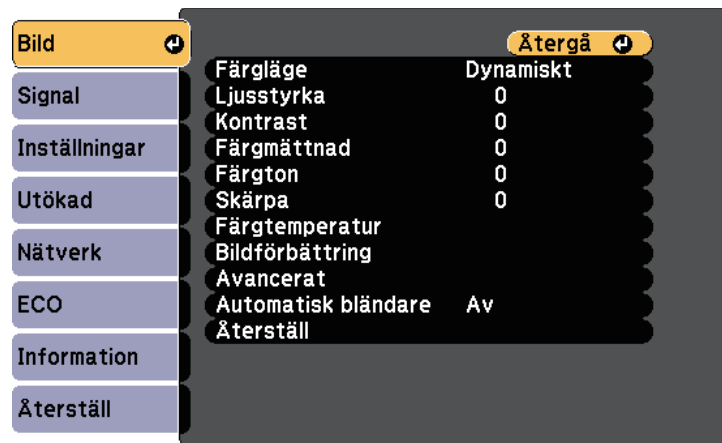 Bild
Signal
Inställningar
Utökad
Nätverk
ECO
Information
Återställ
Återgå
Färgläge Dynamiskt
Ljusstyrka 0
Kontrast 0
Färgmättnad 0
Färgton 0
Skärpa 0
Färgtemperatur
Bildförbättring
Avancerat
Automatisk bländare Av
Återställ